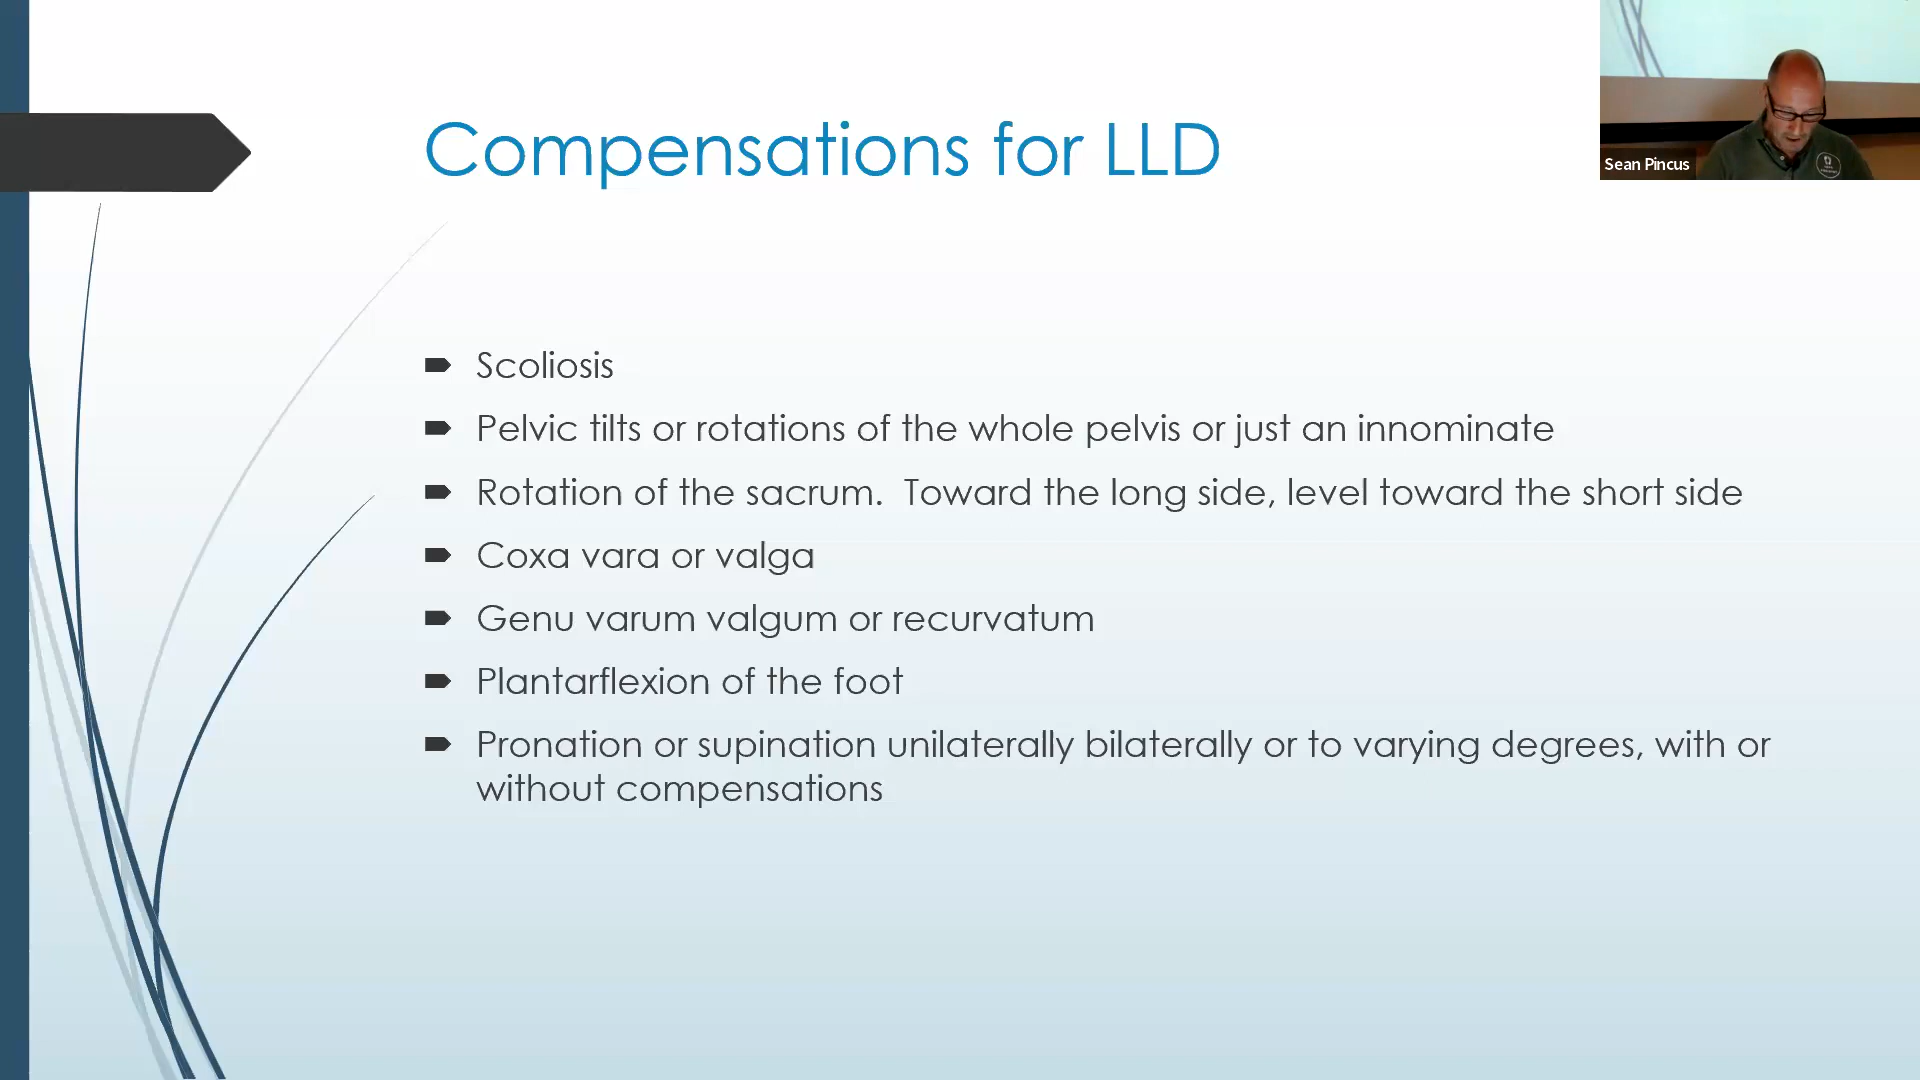 Compensations for LLD
Sean Pincus
Scoliosis
Pelvic tilts or rotations of the whole pelvis or just an innominate
Rotation of the sacrum.  Toward the long side, level toward the short side
Coxa vara or valga
Genu varum valgum or recurvatum
Plantarflexion of the foot
Pronation or supination unilaterally bilaterally or to varying degrees, with or
without compensations